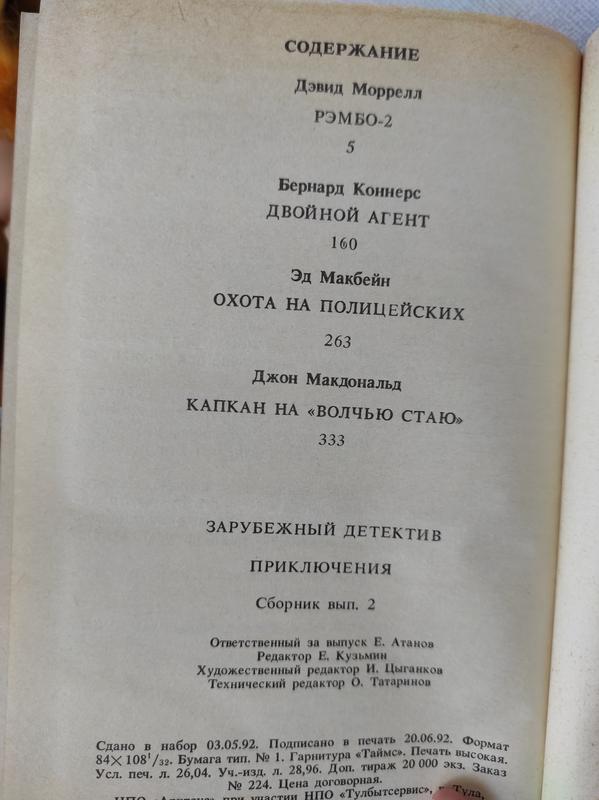 СОДЕРЖАНИЕ
Дэвид Моррелл
РЭМБО-2
5
Бернард Коннерс
ДВОЙНОЙ АГЕНТ
160
Эд Макбейн
ОХОТА НА ПОЛИЦЕЙСКИХ
263
Джон Макдональд
КАПКАН НА «ВОЛЧЬЮ СТАЮ»
333
ЗАРУБЕЖНЫЙ ДЕТЕКТИВ
ПРИКЛЮЧЕНИЯ
Сборник вып. 2
Ответственный за выпуск Е. Атанов
Редактор Е. Кузьмин
Художественный редактор И. Цыганков
Технический редактор О. Татаринов
Сдано в набор 03.05.92. Подписано в печать 20.06.92. Формат
84×108¹/₃₂. Бумага тип. № 1. Гарнитура «Таймс». Печать высокая.
Усл. печ. л. 26,04. Уч.-изд. л. 28,96. Доп. тираж 20 000 экз. Заказ
№ 224. Цена договорная.
НПО при участии НПО «Тулбытсервис», г. Тула,